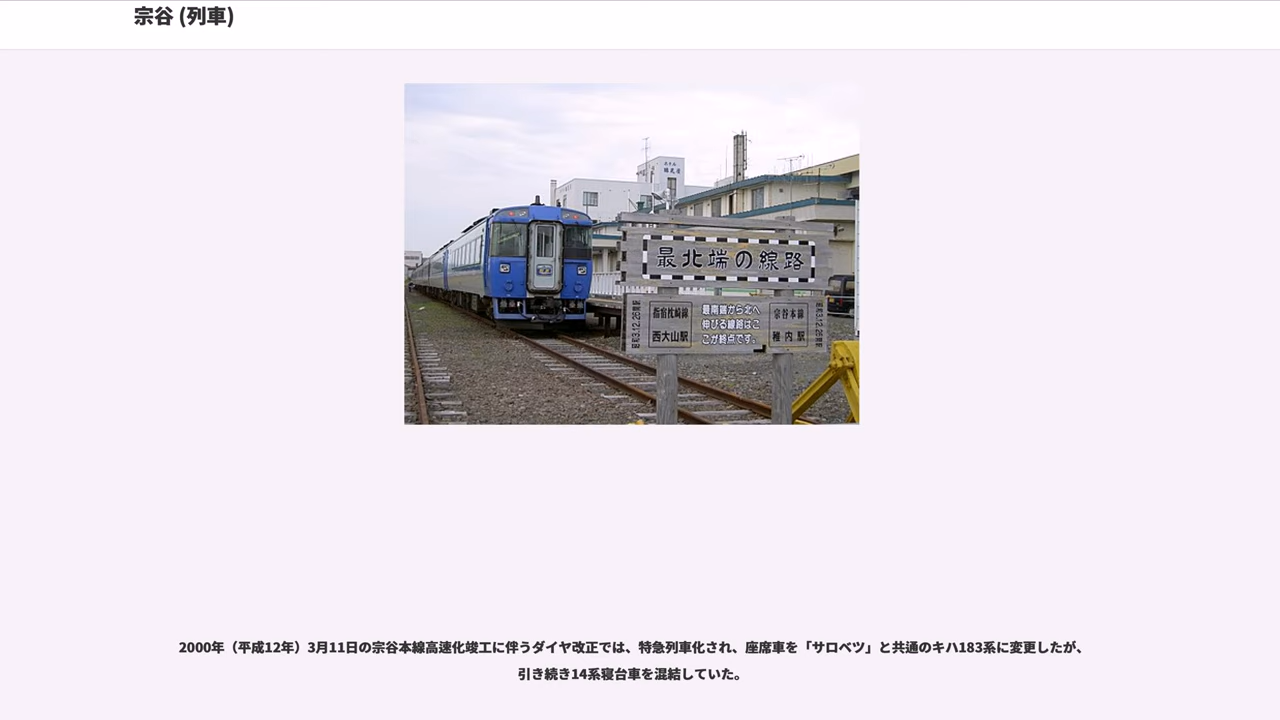 宗谷 (列車)
最北端の線路
指宿枕崎線
西大山駅
最南端から北へ
伸びる線路はこ
こが終点です。
宗谷本線
稚内駅
2000年（平成12年）3月11日の宗谷本線高速化竣工に伴うダイヤ改正では、特急列車化され、座席車を「サロベツ」と共通のキハ183系に変更したが、
引き続き14系寝台車を混結していた。